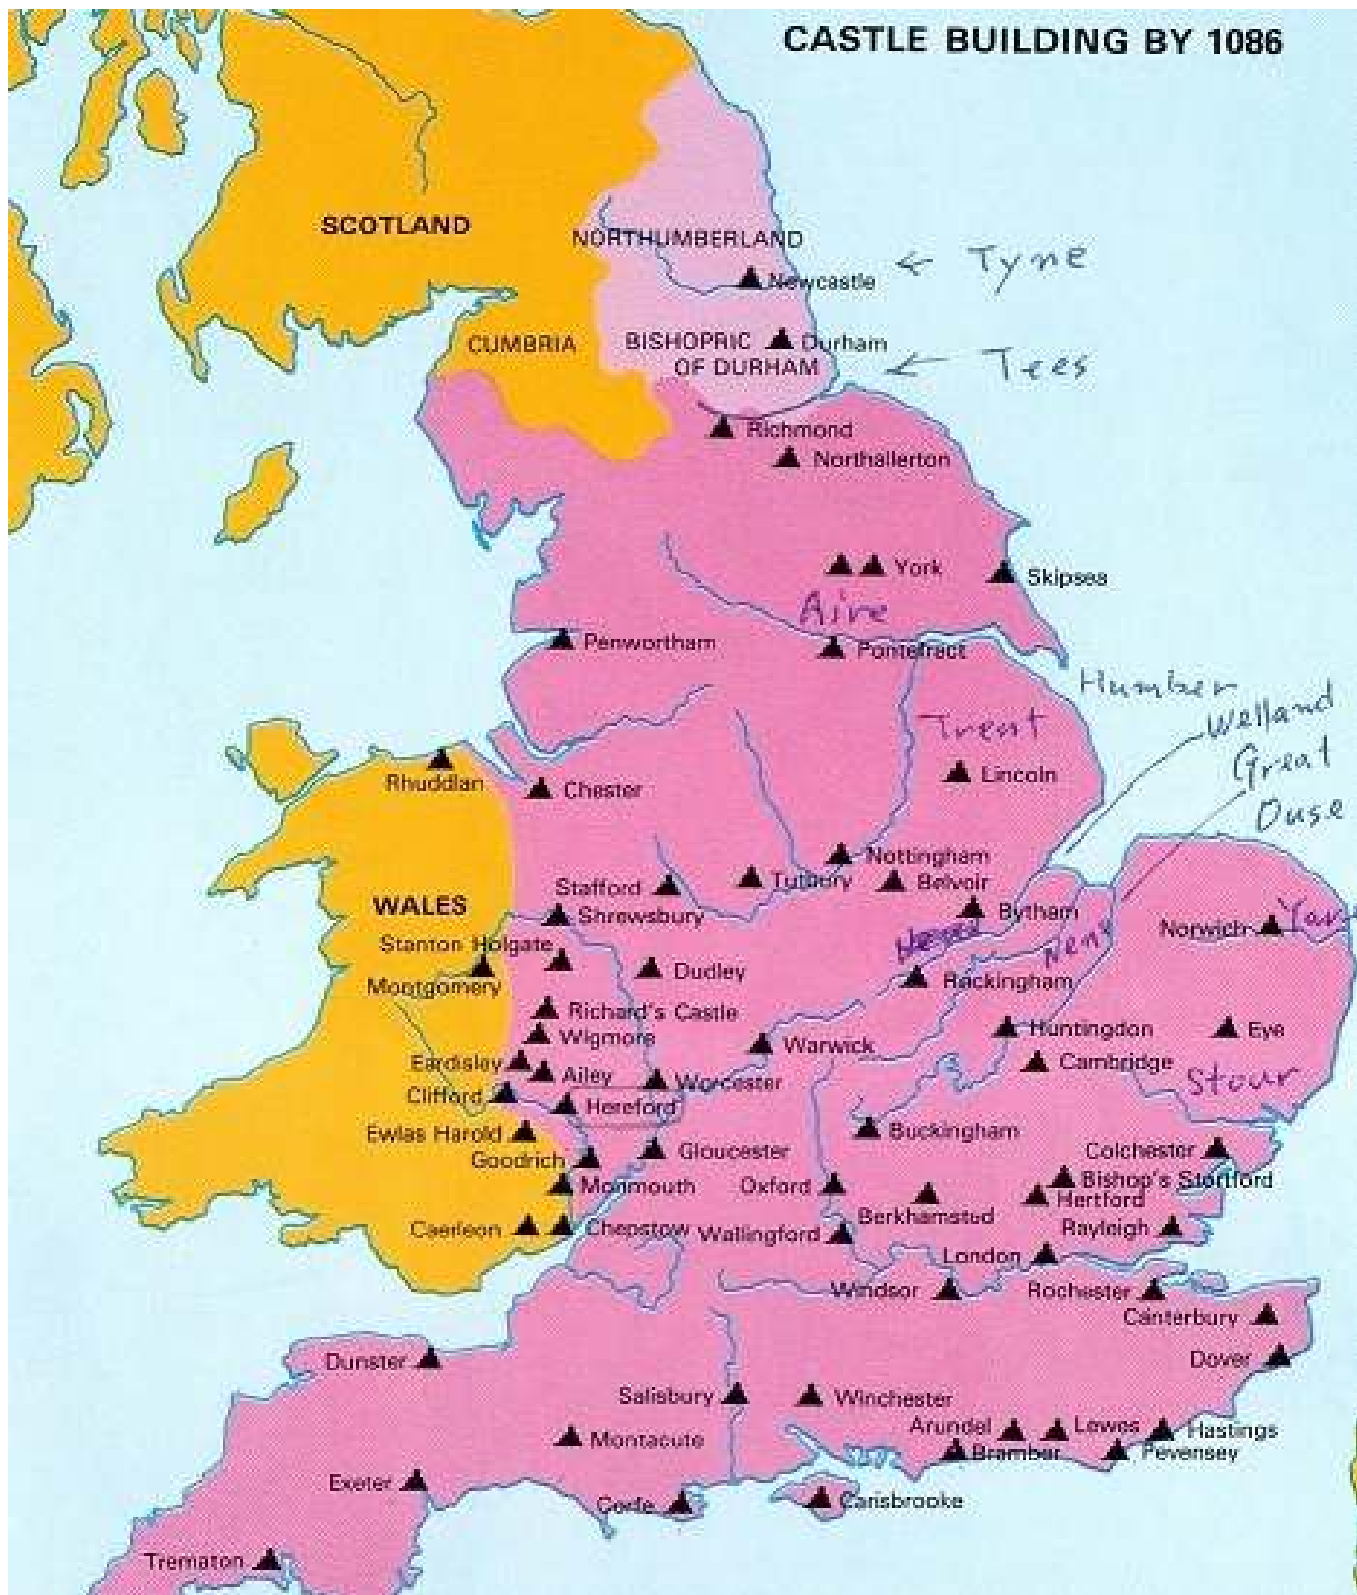 CASTLE BUILDING BY 1086
SCOTLAND
NORTHUMBERLAND
Newcastle
← Tyne
CUMBRIA
BISHOPRIC
OF DURHAM
Durham
← Tees
Richmond
Northallerton
York
Skipsea
Aire
Penwortham
Pontefract
Humber
Welland
Trent
Great
Ouse
Rhuddlan
Chester
Lincoln
Nottingham
Stafford
Tutbury
Belvoir
WALES
Shrewsbury
Bytham
Norwich
Yare
Stanton Holgate
Nene
Montgomery
Dudley
Rockingham
Richard's Castle
Wigmore
Warwick
Huntingdon
Eye
Eardisley
Ailey
Worcester
Cambridge
Stour
Clifford
Hereford
Ewias Harold
Buckingham
Goodrich
Gloucester
Colchester
Monmouth
Oxford
Bishop's Stortford
Hertford
Berkhamsted
Caerleon
Chepstow
Wallingford
Rayleigh
London
Windsor
Rochester
Canterbury
Dunster
Dover
Salisbury
Winchester
Arundel
Lewes
Hastings
Montacute
Bramber
Pevensey
Exeter
Corfe
Carisbrooke
Trematon